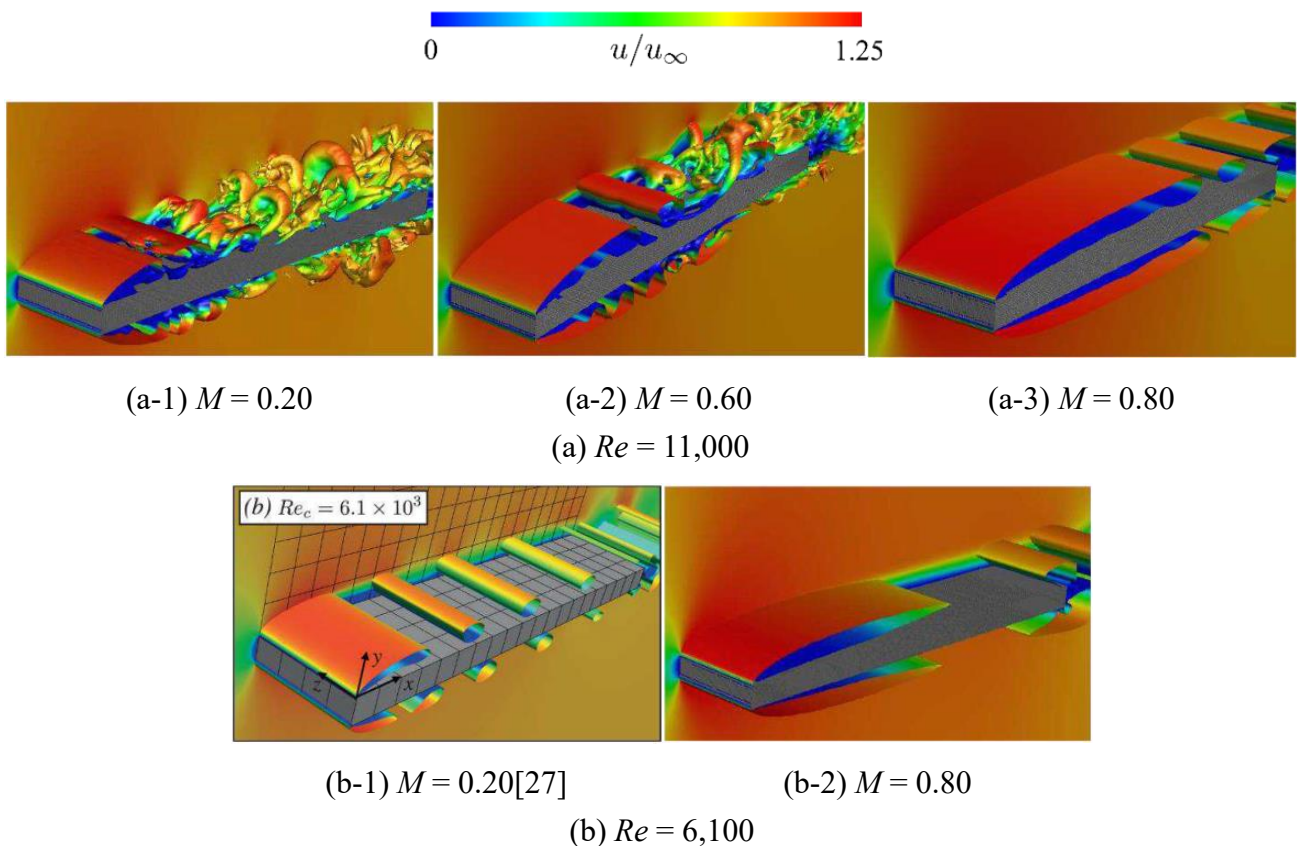 0 u/u∞ 1.25
(a-1) M = 0.20 (a-2) M = 0.60 (a-3) M = 0.80
(a) Re = 11,000
(b) Re_c = 6.1 × 10³
y
z x
(b-1) M = 0.20[27] (b-2) M = 0.80
(b) Re = 6,100